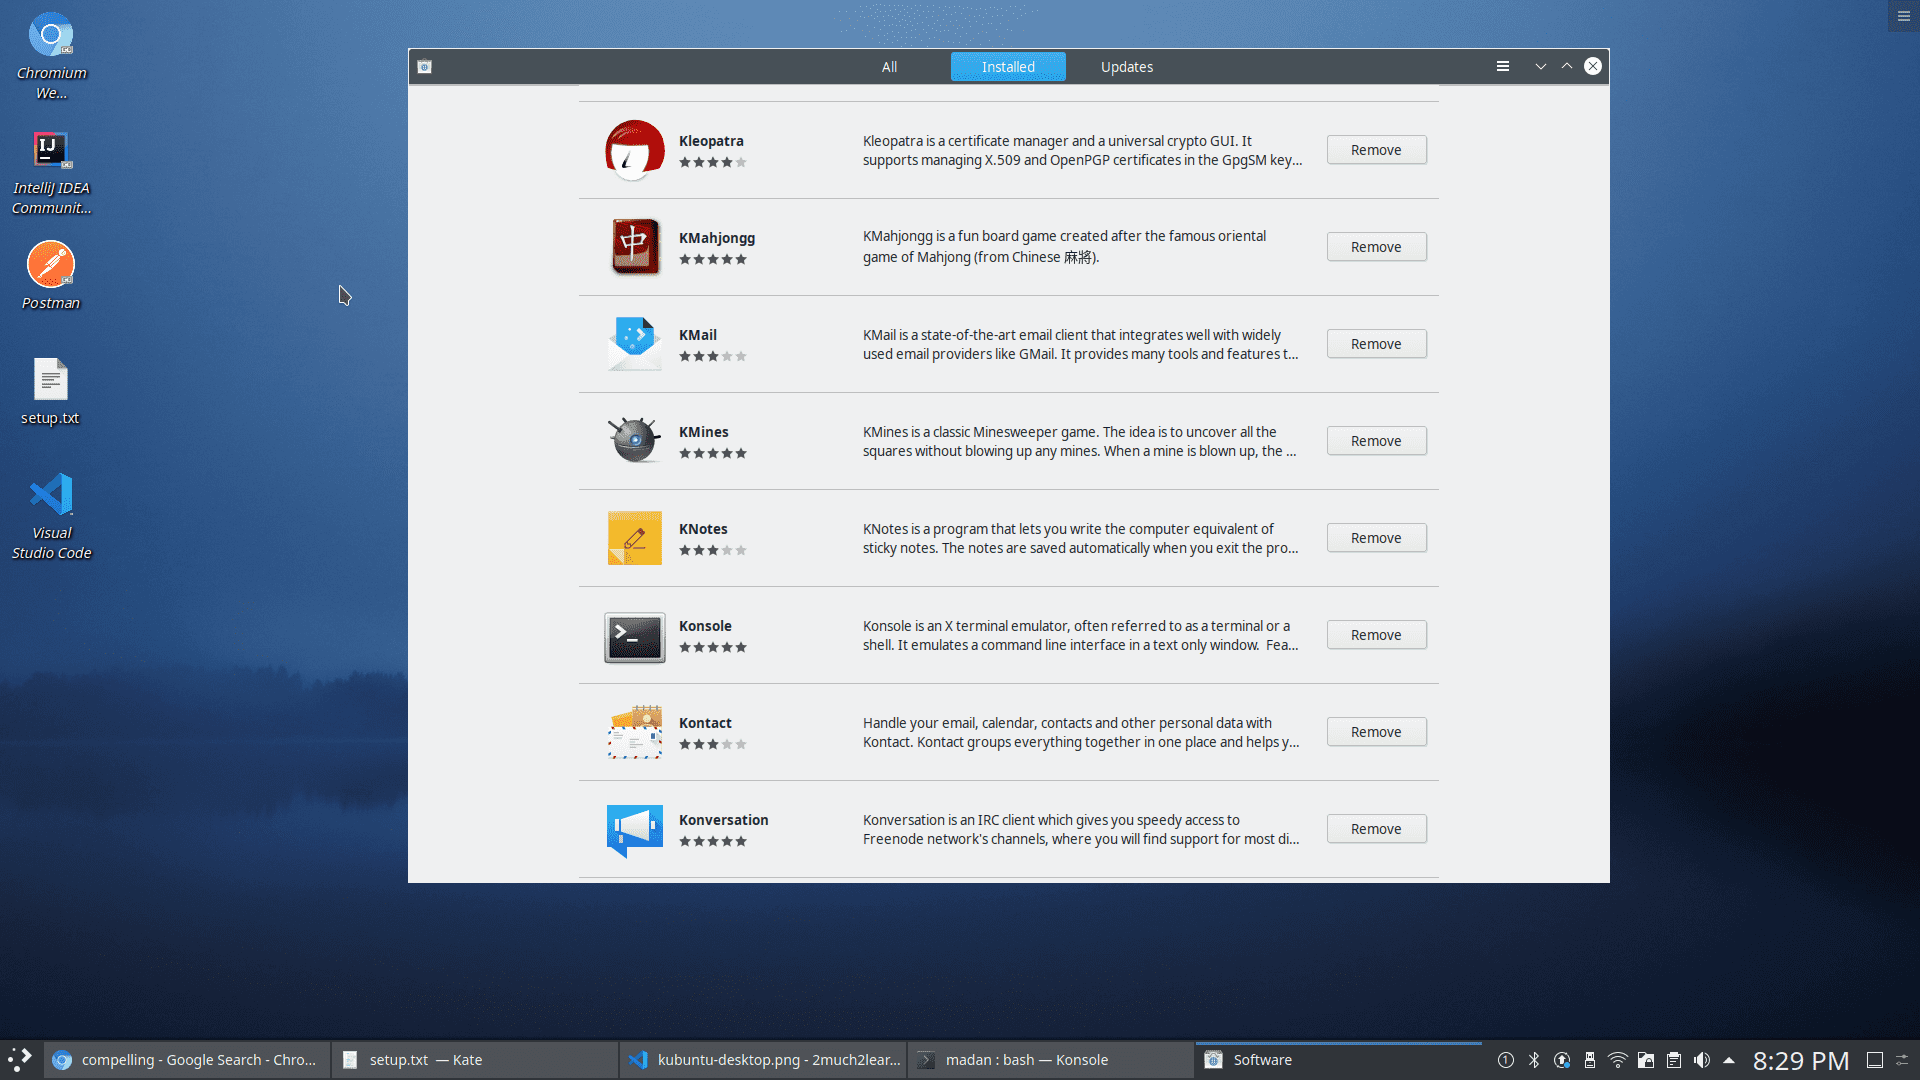 Chromium
We...
IntelliJ IDEA
Communit...
Postman
setup.txt
Visual
Studio Code
All
Installed
Updates
Kleopatra
Kleopatra is a certificate manager and a universal crypto GUI. It
supports managing X.509 and OpenPGP certificates in the GpgSM key...
Remove
KMahjongg
KMahjongg is a fun board game created after the famous oriental
game of Mahjong (from Chinese 麻將).
Remove
中
KMail
KMail is a state-of-the-art email client that integrates well with widely
used email providers like GMail. It provides many tools and features t...
Remove
KMines
KMines is a classic Minesweeper game. The idea is to uncover all the
squares without blowing up any mines. When a mine is blown up, the ...
Remove
KNotes
KNotes is a program that lets you write the computer equivalent of
sticky notes. The notes are saved automatically when you exit the pro...
Remove
Konsole
Konsole is an X terminal emulator, often referred to as a terminal or a
shell. It emulates a command line interface in a text only window.  Fea...
Remove
Kontact
Handle your email, calendar, contacts and other personal data with
Kontact. Kontact groups everything together in one place and helps y...
Remove
Konversation
Konversation is an IRC client which gives you speedy access to
Freenode network's channels, where you will find support for most di...
Remove
compelling - Google Search - Chro...
setup.txt  — Kate
kubuntu-desktop.png - 2much2lear...
madan : bash — Konsole
Software
1
8:29 PM
IJ